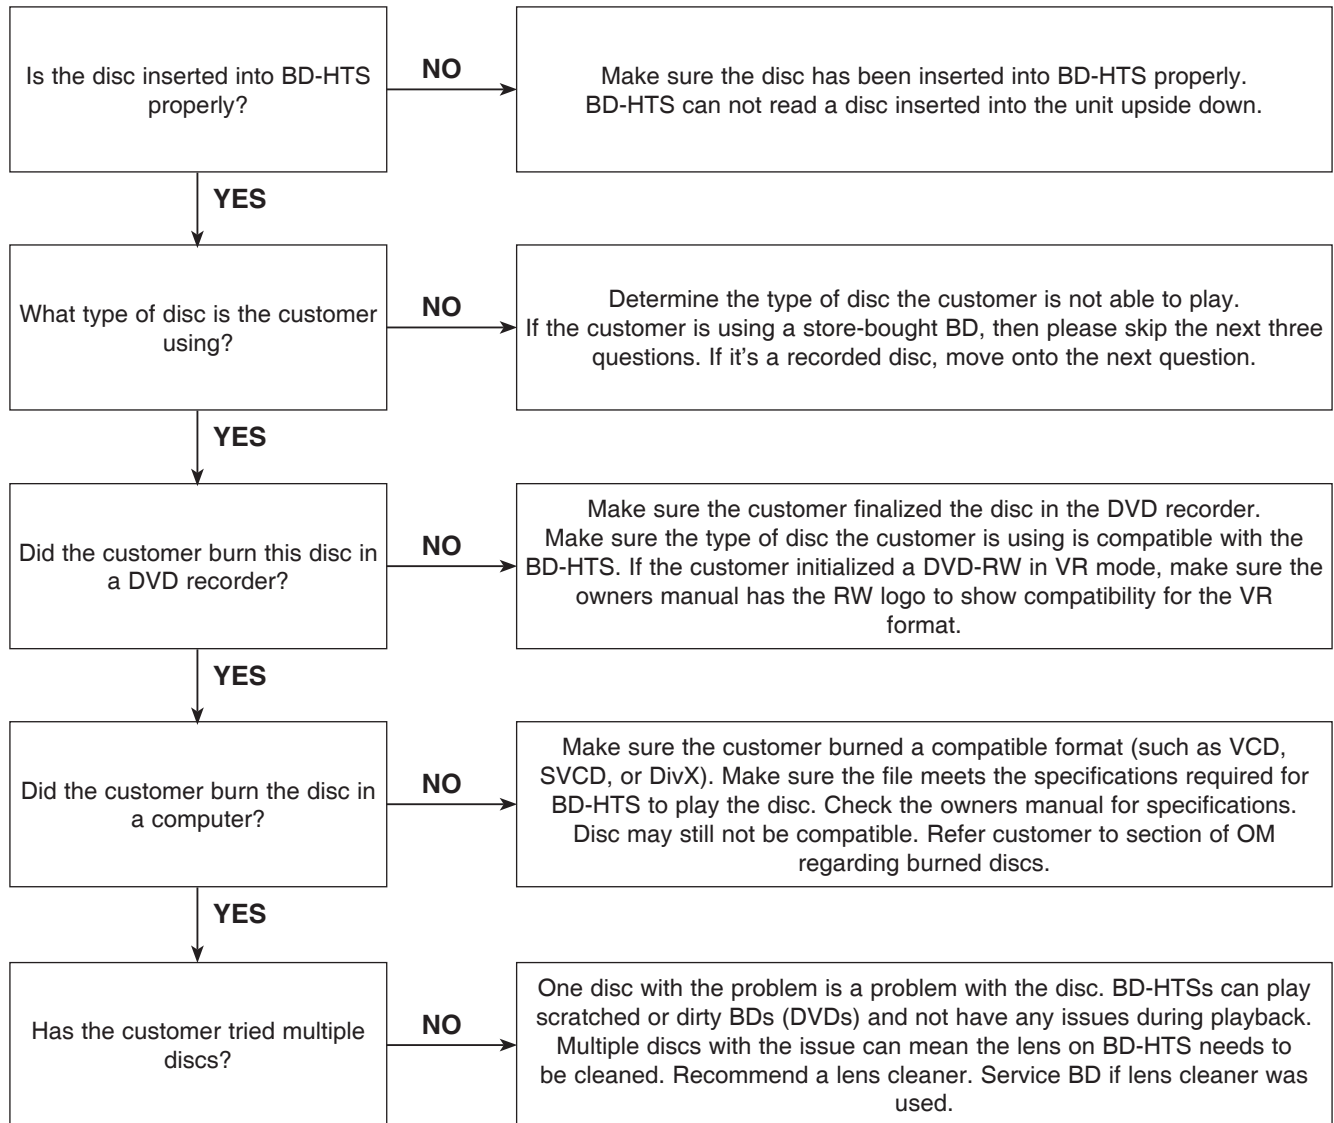 Is the disc inserted into BD-HTS
properly?
NO
Make sure the disc has been inserted into BD-HTS properly.
BD-HTS can not read a disc inserted into the unit upside down.
YES
What type of disc is the customer
using?
NO
Determine the type of disc the customer is not able to play.
If the customer is using a store-bought BD, then please skip the next three
questions. If it's a recorded disc, move onto the next question.
YES
Did the customer burn this disc in
a DVD recorder?
NO
Make sure the customer finalized the disc in the DVD recorder.
Make sure the type of disc the customer is using is compatible with the
BD-HTS. If the customer initialized a DVD-RW in VR mode, make sure the
owners manual has the RW logo to show compatibility for the VR
format.
YES
Did the customer burn the disc in
a computer?
NO
Make sure the customer burned a compatible format (such as VCD,
SVCD, or DivX). Make sure the file meets the specifications required for
BD-HTS to play the disc. Check the owners manual for specifications.
Disc may still not be compatible. Refer customer to section of OM
regarding burned discs.
YES
Has the customer tried multiple
discs?
NO
One disc with the problem is a problem with the disc. BD-HTSs can play
scratched or dirty BDs (DVDs) and not have any issues during playback.
Multiple discs with the issue can mean the lens on BD-HTS needs to
be cleaned. Recommend a lens cleaner. Service BD if lens cleaner was
used.